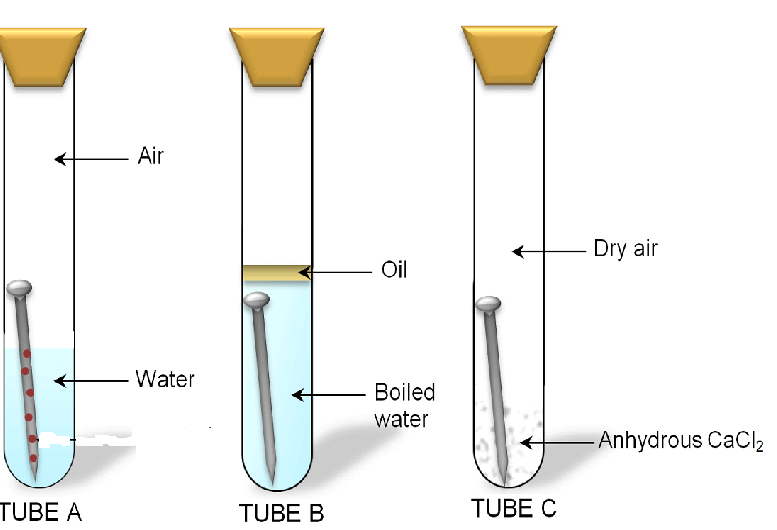 Air
Water
TUBE A
Oil
Boiled
water
TUBE B
Dry air
Anhydrous CaCl₂
TUBE C